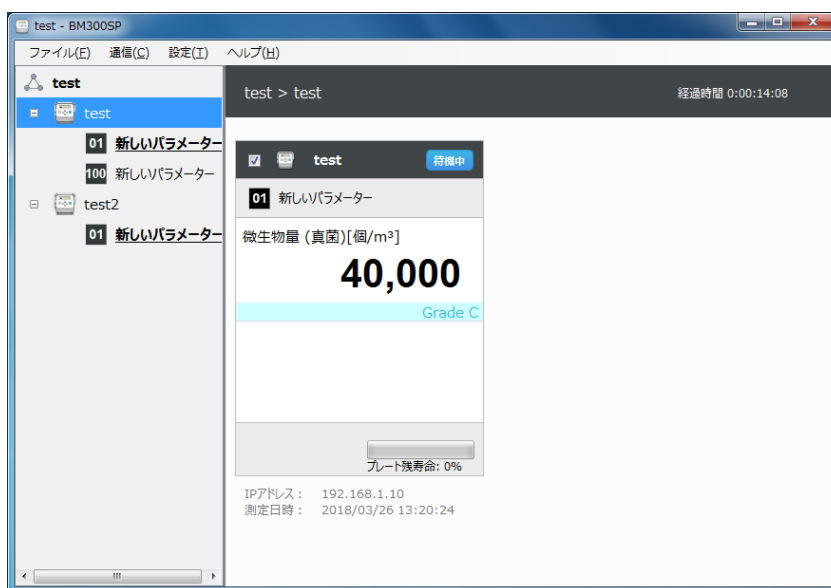 test - BM300SP
ファイル(F) 通信(C) 設定(T) ヘルプ(H)
test
test
01 新しいパラメーター
100 新しいパラメーター
test2
01 新しいパラメーター
test > test
経過時間 0:00:14:08
test 待機中
01 新しいパラメーター
微生物量 (真菌)[個/m³]
40,000
Grade C
プレート残寿命: 0%
IPアドレス : 192.168.1.10
測定日時 : 2018/03/26 13:20:24